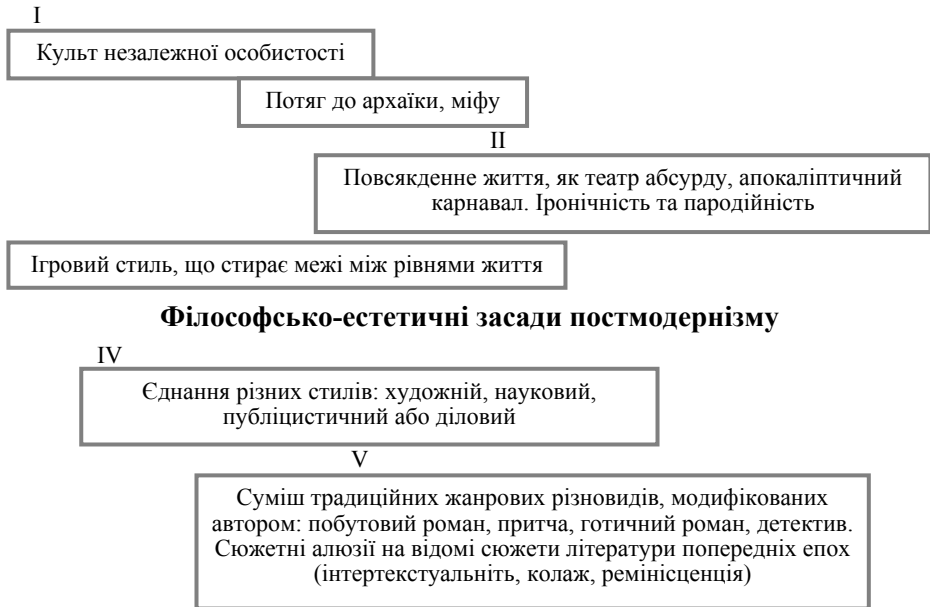 I
Культ незалежної особистості
Потяг до архаїки, міфу
II
Повсякденне життя, як театр абсурду, апокаліптичний
карнавал. Іронічність та пародійність
Ігровий стиль, що стирає межі між рівнями життя
Філософсько-естетичні засади постмодернізму
IV
Єднання різних стилів: художній, науковий,
публіцистичний або діловий
V
Суміш традиційних жанрових різновидів, модифікованих
автором: побутовий роман, притча, готичний роман, детектив.
Сюжетні алюзії на відомі сюжети літератури попередніх епох
(інтертекстуальніть, колаж, ремінісценція)